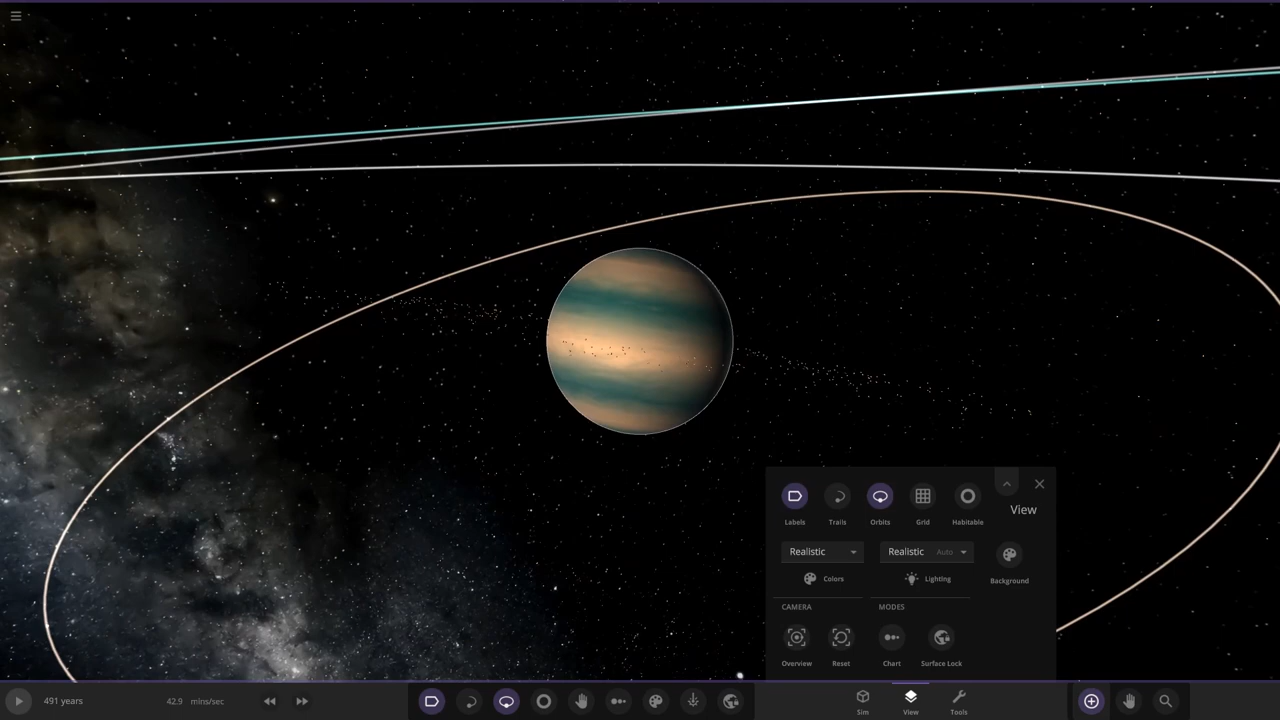 View
Labels Trails Orbits Grid Habitable
Realistic Realistic Auto
Colors Lighting Background
CAMERA MODES
Overview Reset Chart Surface Lock
491 years 42.9 mins/sec Sim View Tools